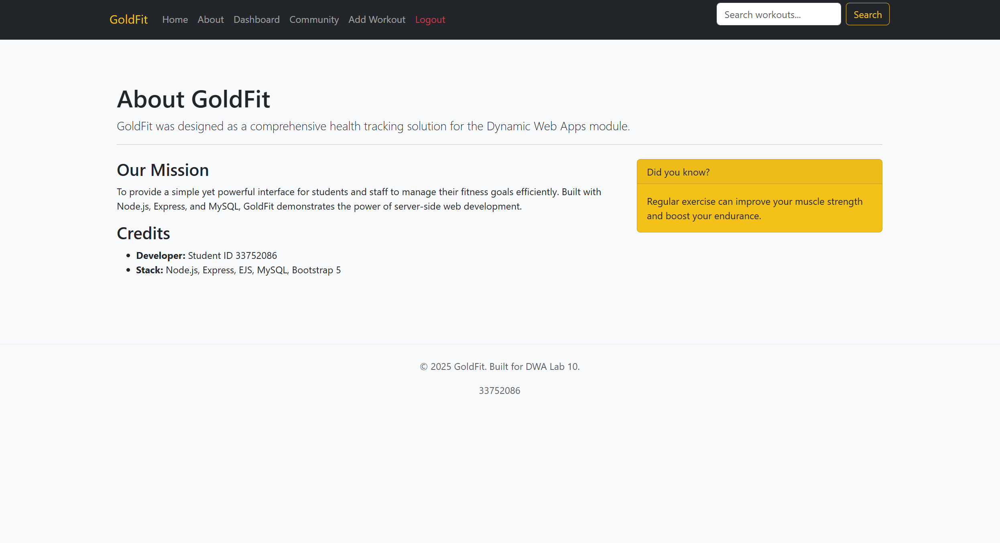 GoldFit Home About Dashboard Community Add Workout Logout Search workouts... Search
About GoldFit
GoldFit was designed as a comprehensive health tracking solution for the Dynamic Web Apps module.
Our Mission
To provide a simple yet powerful interface for students and staff to manage their fitness goals efficiently. Built with
Node.js, Express, and MySQL, GoldFit demonstrates the power of server-side web development.
Credits
• Developer: Student ID 33752086
• Stack: Node.js, Express, EJS, MySQL, Bootstrap 5
Did you know?
Regular exercise can improve your muscle strength
and boost your endurance.
© 2025 GoldFit. Built for DWA Lab 10.
33752086